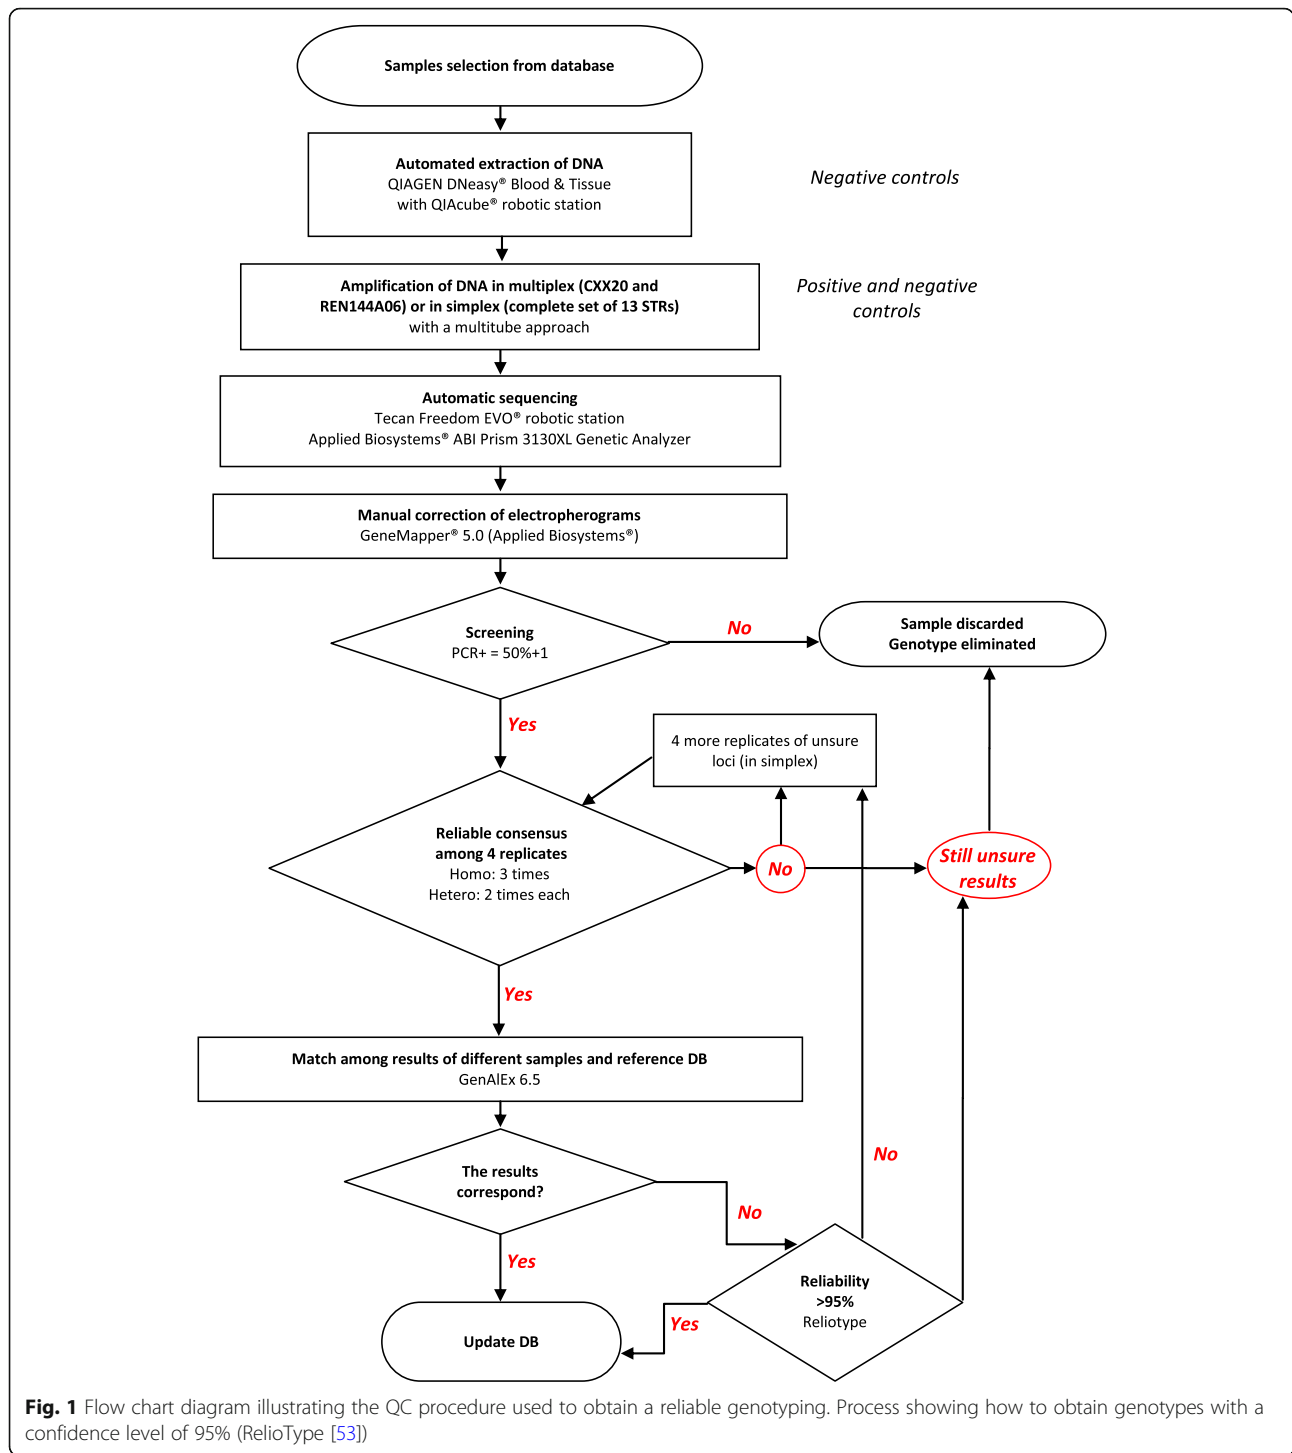 Samples selection from database
Automated extraction of DNA
QIAGEN DNeasy® Blood & Tissue
with QIAcube® robotic station
Negative controls
Amplification of DNA in multiplex (CXX20 and
REN144A06) or in simplex (complete set of 13 STRs)
with a multitube approach
Positive and negative
controls
Automatic sequencing
Tecan Freedom EVO® robotic station
Applied Biosystems® ABI Prism 3130XL Genetic Analyzer
Manual correction of electropherograms
GeneMapper® 5.0 (Applied Biosystems®)
Screening
PCR+ = 50%+1
No
Sample discarded
Genotype eliminated
Yes
4 more replicates of unsure
loci (in simplex)
Reliable consensus
among 4 replicates
Homo: 3 times
Hetero: 2 times each
No
Still unsure
results
Yes
Match among results of different samples and reference DB
GenAlEx 6.5
The results
correspond?
No
No
Yes
Reliability
>95%
Reliotype
Yes
Update DB
Fig. 1 Flow chart diagram illustrating the QC procedure used to obtain a reliable genotyping. Process showing how to obtain genotypes with a
confidence level of 95% (RelioType [53])